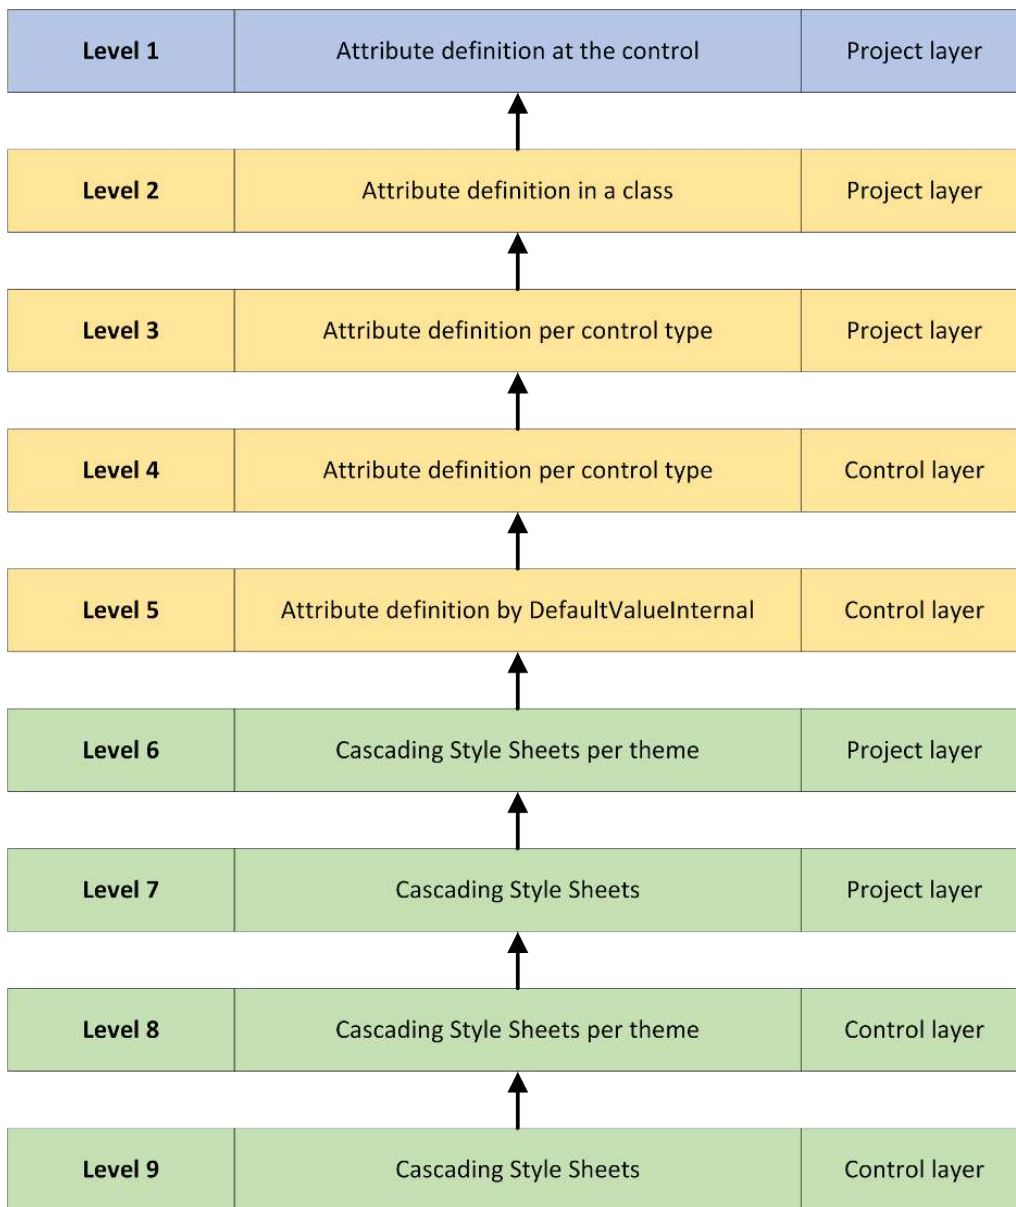 Level 1 Attribute definition at the control Project layer
Level 2 Attribute definition in a class Project layer
Level 3 Attribute definition per control type Project layer
Level 4 Attribute definition per control type Control layer
Level 5 Attribute definition by DefaultValueInternal Control layer
Level 6 Cascading Style Sheets per theme Project layer
Level 7 Cascading Style Sheets Project layer
Level 8 Cascading Style Sheets per theme Control layer
Level 9 Cascading Style Sheets Control layer